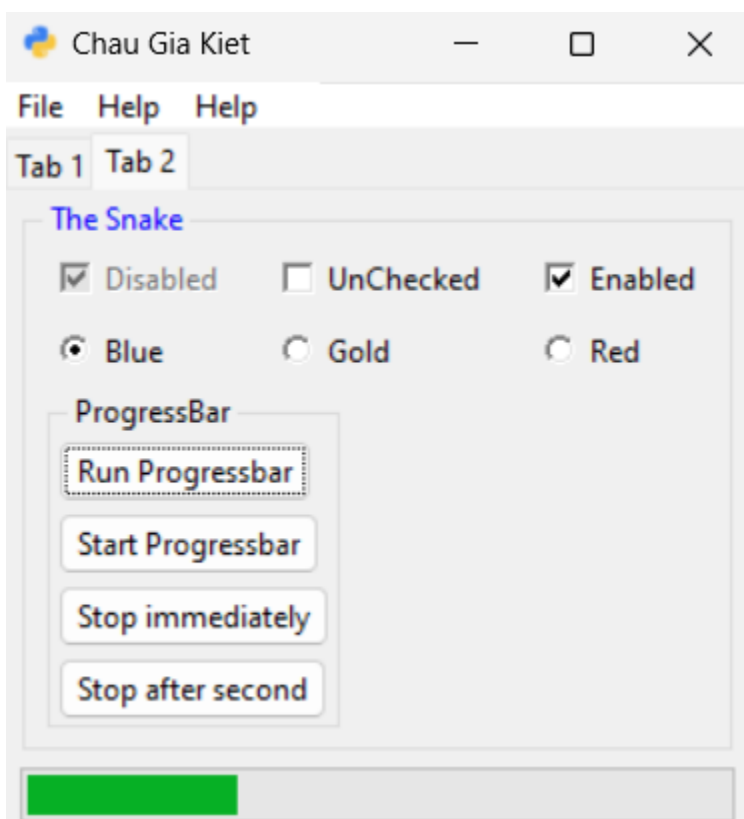 Chau Gia Kiet
File Help Help
Tab 1 Tab 2
The Snake
Disabled UnChecked Enabled
Blue Gold Red
ProgressBar
Run Progressbar
Start Progressbar
Stop immediately
Stop after second